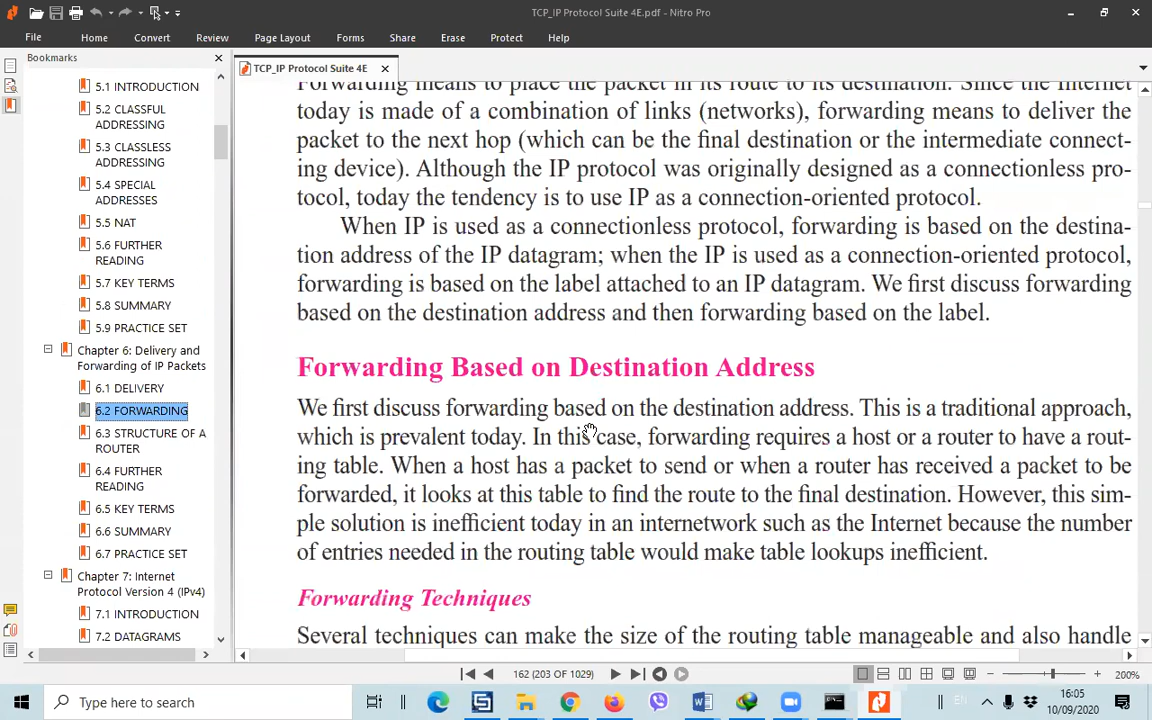 TCP_IP Protocol Suite 4E.pdf - Nitro Pro
File Home Convert Review Page Layout Forms Share Erase Protect Help
Bookmarks
5.1 INTRODUCTION
5.2 CLASSFUL
ADDRESSING
5.3 CLASSLESS
ADDRESSING
5.4 SPECIAL
ADDRESSES
5.5 NAT
5.6 FURTHER
READING
5.7 KEY TERMS
5.8 SUMMARY
5.9 PRACTICE SET
Chapter 6: Delivery and
Forwarding of IP Packets
6.1 DELIVERY
6.2 FORWARDING
6.3 STRUCTURE OF A
ROUTER
6.4 FURTHER
READING
6.5 KEY TERMS
6.6 SUMMARY
6.7 PRACTICE SET
Chapter 7: Internet
Protocol Version 4 (IPv4)
7.1 INTRODUCTION
7.2 DATAGRAMS
TCP_IP Protocol Suite 4E
Forwarding means to place the packet in its route to its destination. Since the Internet
today is made of a combination of links (networks), forwarding means to deliver the
packet to the next hop (which can be the final destination or the intermediate connect-
ing device). Although the IP protocol was originally designed as a connectionless pro-
tocol, today the tendency is to use IP as a connection-oriented protocol.
When IP is used as a connectionless protocol, forwarding is based on the destina-
tion address of the IP datagram; when the IP is used as a connection-oriented protocol,
forwarding is based on the label attached to an IP datagram. We first discuss forwarding
based on the destination address and then forwarding based on the label.
Forwarding Based on Destination Address
We first discuss forwarding based on the destination address. This is a traditional approach,
which is prevalent today. In this case, forwarding requires a host or a router to have a rout-
ing table. When a host has a packet to send or when a router has received a packet to be
forwarded, it looks at this table to find the route to the final destination. However, this sim-
ple solution is inefficient today in an internetwork such as the Internet because the number
of entries needed in the routing table would make table lookups inefficient.
Forwarding Techniques
Several techniques can make the size of the routing table manageable and also handle
162 (203 OF 1029)
200%
Type here to search
EN
16:05
10/09/2020